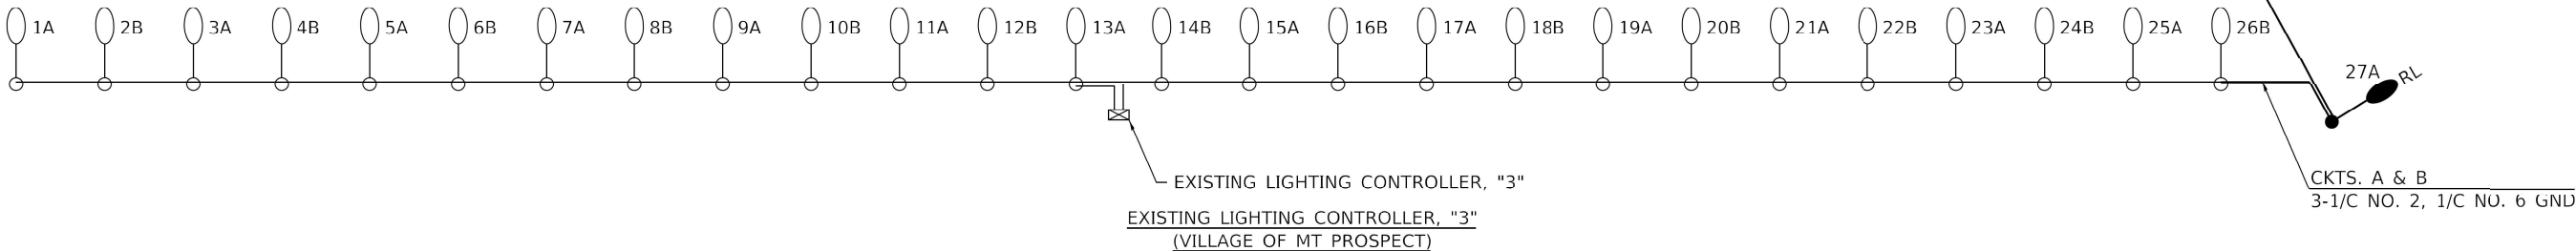 1A 2B 3A 4B 5A 6B 7A 8B 9A 10B 11A 12B 13A 14B 15A 16B 17A 18B 19A 20B 21A 22B 23A 24B 25A 26B
27A RL
EXISTING LIGHTING CONTROLLER, "3"
CKTS. A & B
3-1/C NO. 2, 1/C NO. 6 GND
EXISTING LIGHTING CONTROLLER, "3"
(VILLAGE OF MT PROSPECT)